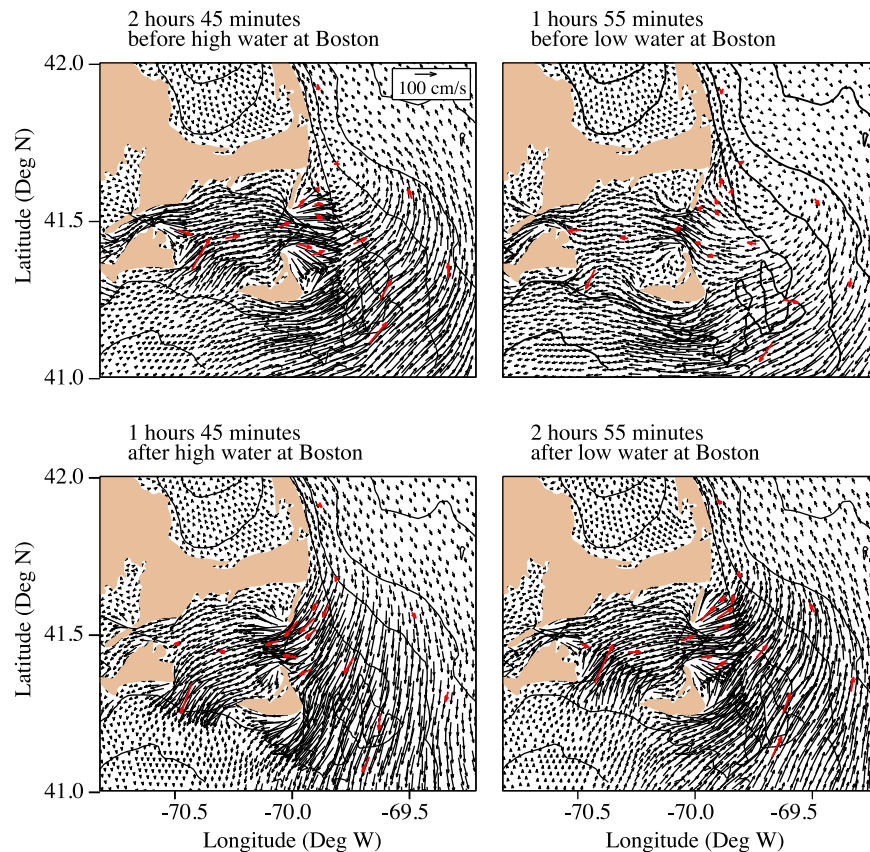 2 hours 45 minutes
before high water at Boston
1 hours 55 minutes
before low water at Boston
100 cm/s
42.0
41.5
41.0
Latitude (Deg N)
1 hours 45 minutes
after high water at Boston
2 hours 55 minutes
after low water at Boston
42.0
41.5
41.0
Latitude (Deg N)
-70.5
-70.0
-69.5
Longitude (Deg W)
-70.5
-70.0
-69.5
Longitude (Deg W)